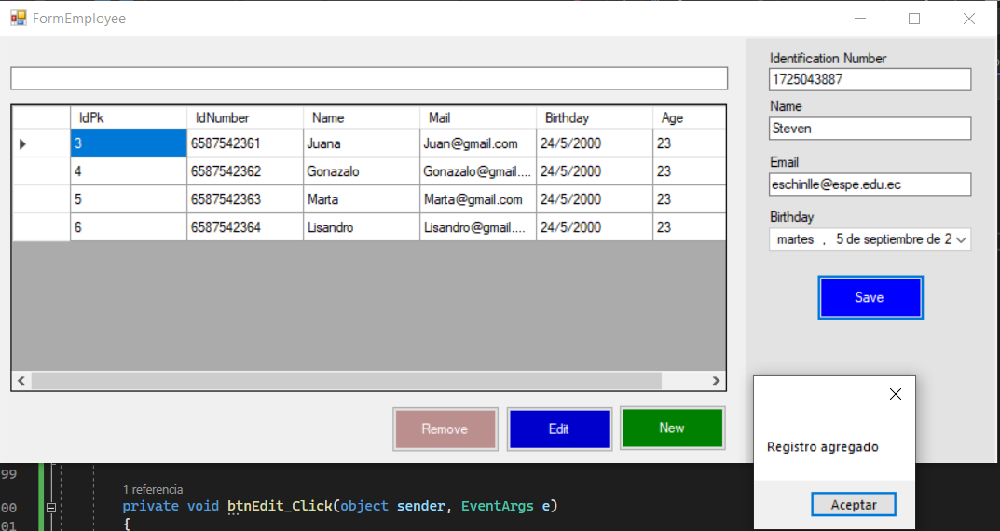 FormEmployee
IdPk IdNumber Name Mail Birthday Age
3 6587542361 Juana Juan@gmail.com 24/5/2000 23
4 6587542362 Gonazalo Gonazalo@gmail.... 24/5/2000 23
5 6587542363 Marta Marta@gmail.com 24/5/2000 23
6 6587542364 Lisandro Lisandro@gmail.... 24/5/2000 23
Remove Edit New
Identification Number
1725043887
Name
Steven
Email
eschinlle@espe.edu.ec
Birthday
martes , 5 de septiembre de 2
Save
Registro agregado
Aceptar
99
1 referencia
00 private void btnEdit_Click(object sender, EventArgs e)
01 {